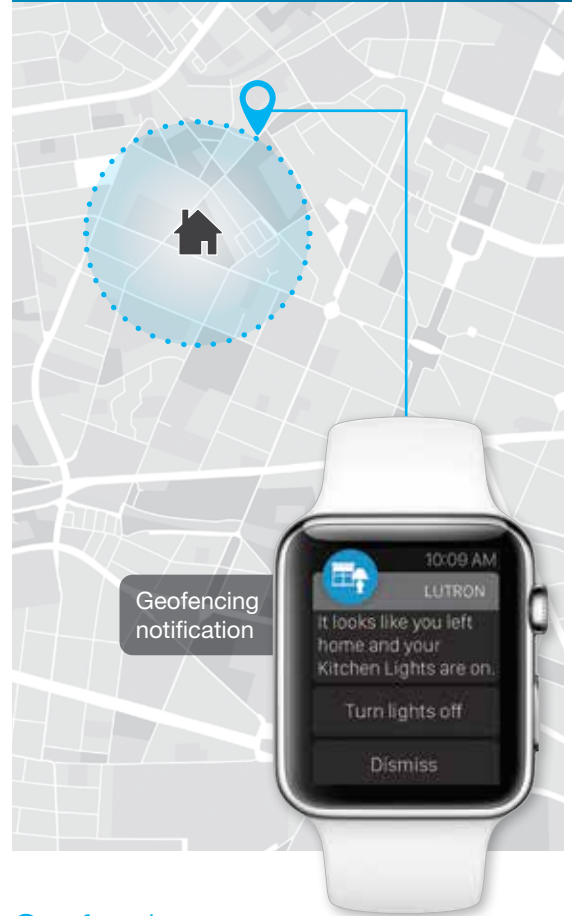 10:09 AM
LUTRON
It looks like you left
home and your
Kitchen Lights are on.
Turn lights off
Dismiss
Geofencing
notification